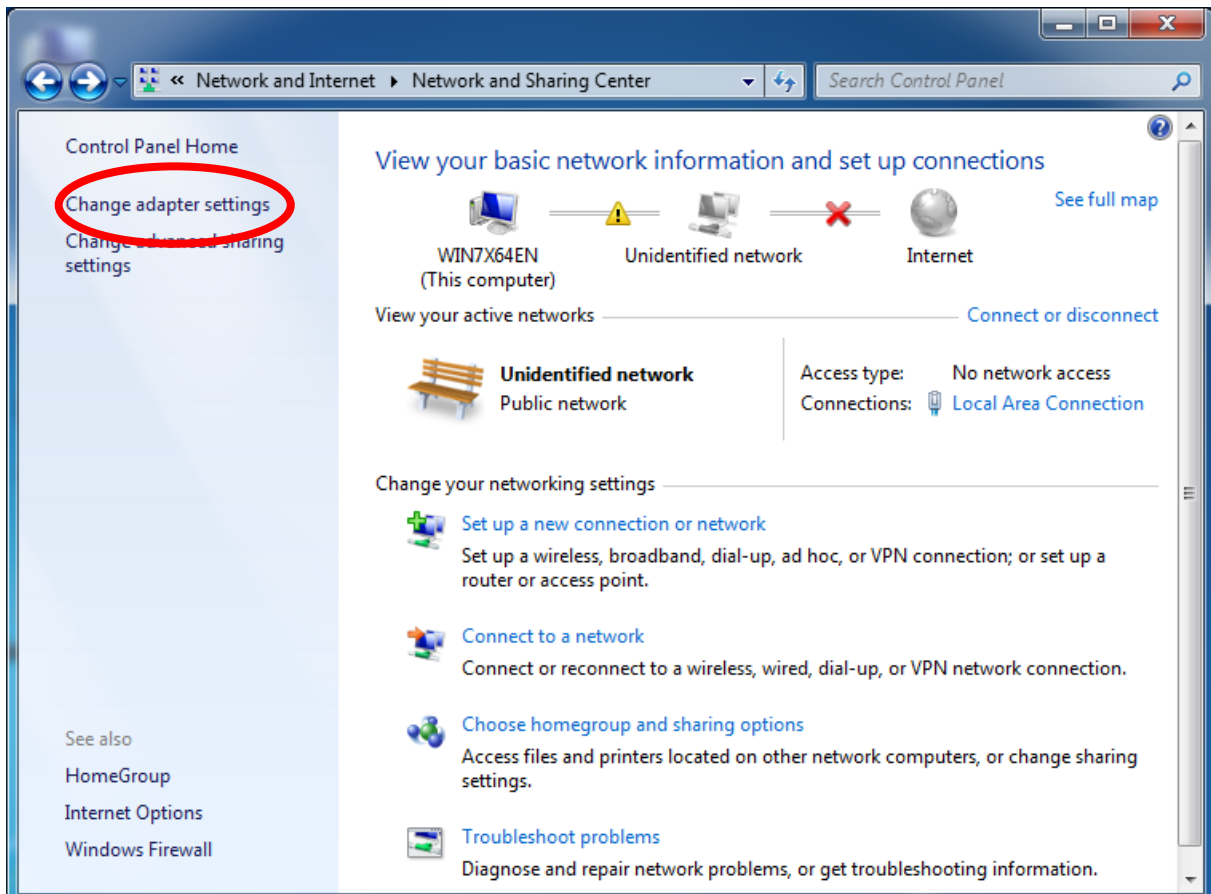 « Network and Internet ▸ Network and Sharing Center
Search Control Panel
Control Panel Home
Change adapter settings
Change advanced sharing
settings
See also
HomeGroup
Internet Options
Windows Firewall
View your basic network information and set up connections
See full map
WIN7X64EN
(This computer)
Unidentified network
Internet
View your active networks
Connect or disconnect
Unidentified network
Public network
Access type: No network access
Connections: Local Area Connection
Change your networking settings
Set up a new connection or network
Set up a wireless, broadband, dial-up, ad hoc, or VPN connection; or set up a
router or access point.
Connect to a network
Connect or reconnect to a wireless, wired, dial-up, or VPN network connection.
Choose homegroup and sharing options
Access files and printers located on other network computers, or change sharing
settings.
Troubleshoot problems
Diagnose and repair network problems, or get troubleshooting information.